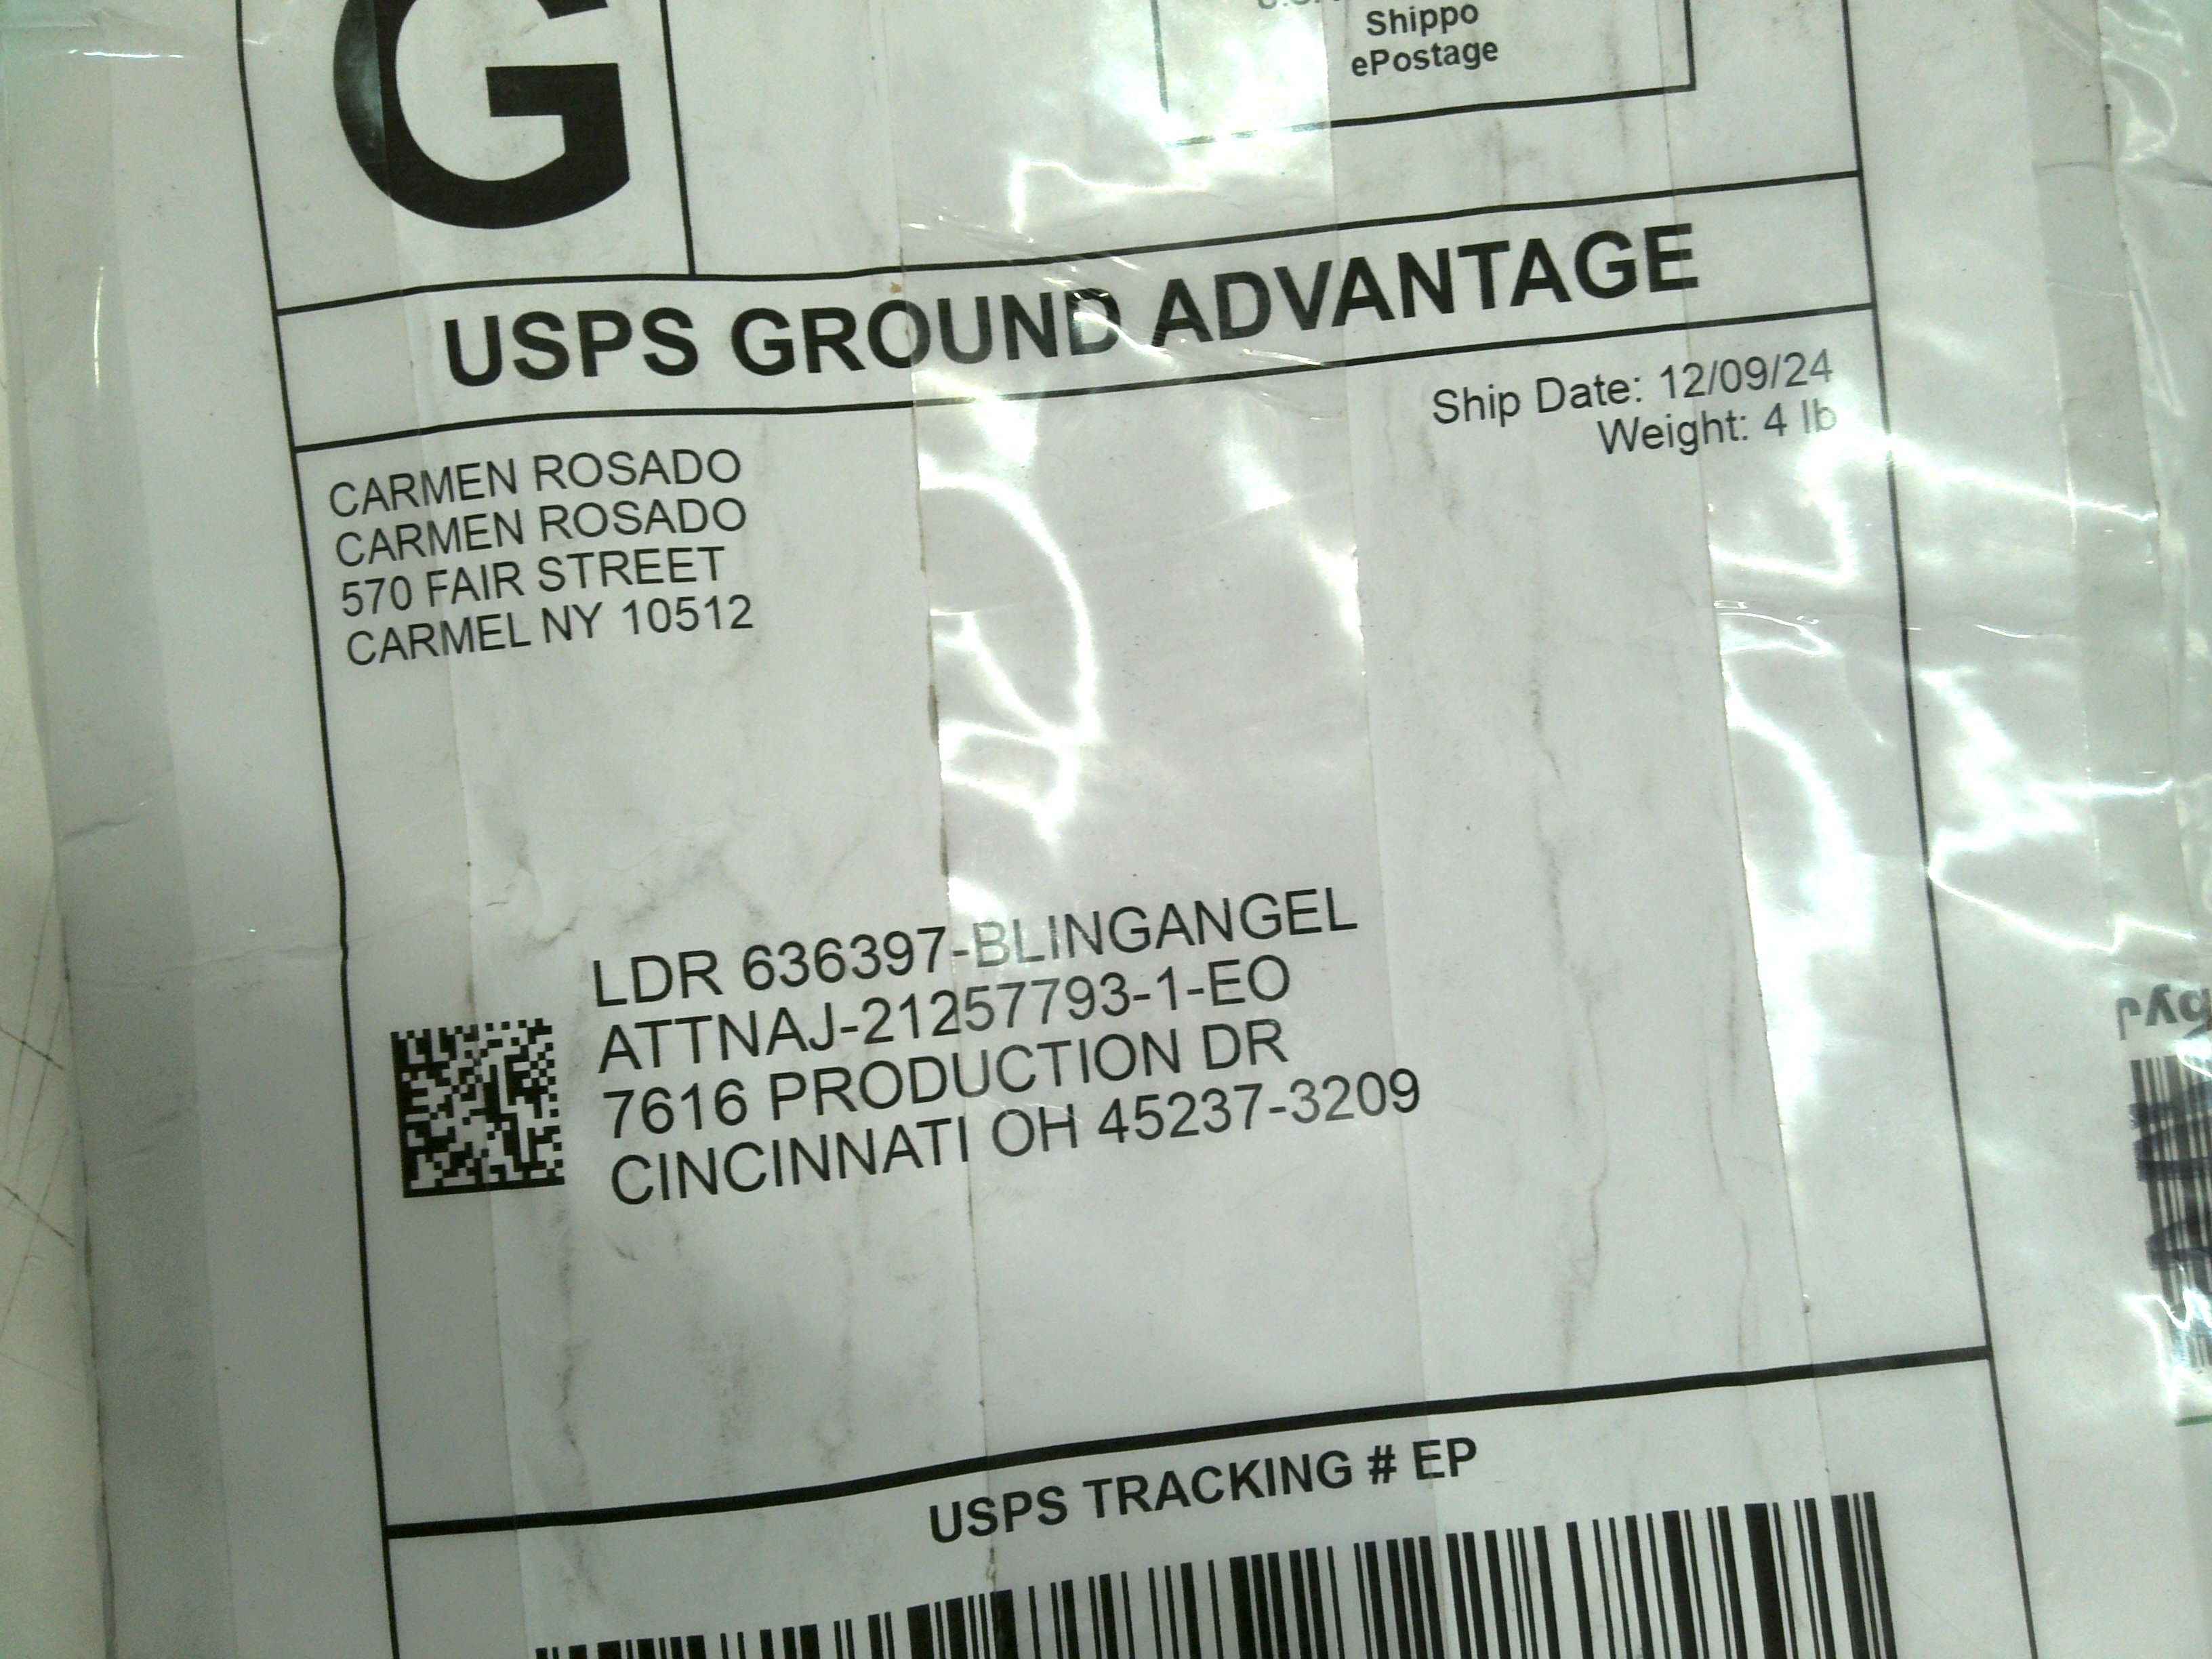 G
Shippo
ePostage
USPS GROUND ADVANTAGE
Ship Date: 12/09/24
Weight: 4 lb
CARMEN ROSADO
CARMEN ROSADO
570 FAIR STREET
CARMEL NY 10512
LDR 636397-BLINGANGEL
ATTNAJ-21257793-1-EO
7616 PRODUCTION DR
CINCINNATI OH 45237-3209
USPS TRACKING # EP